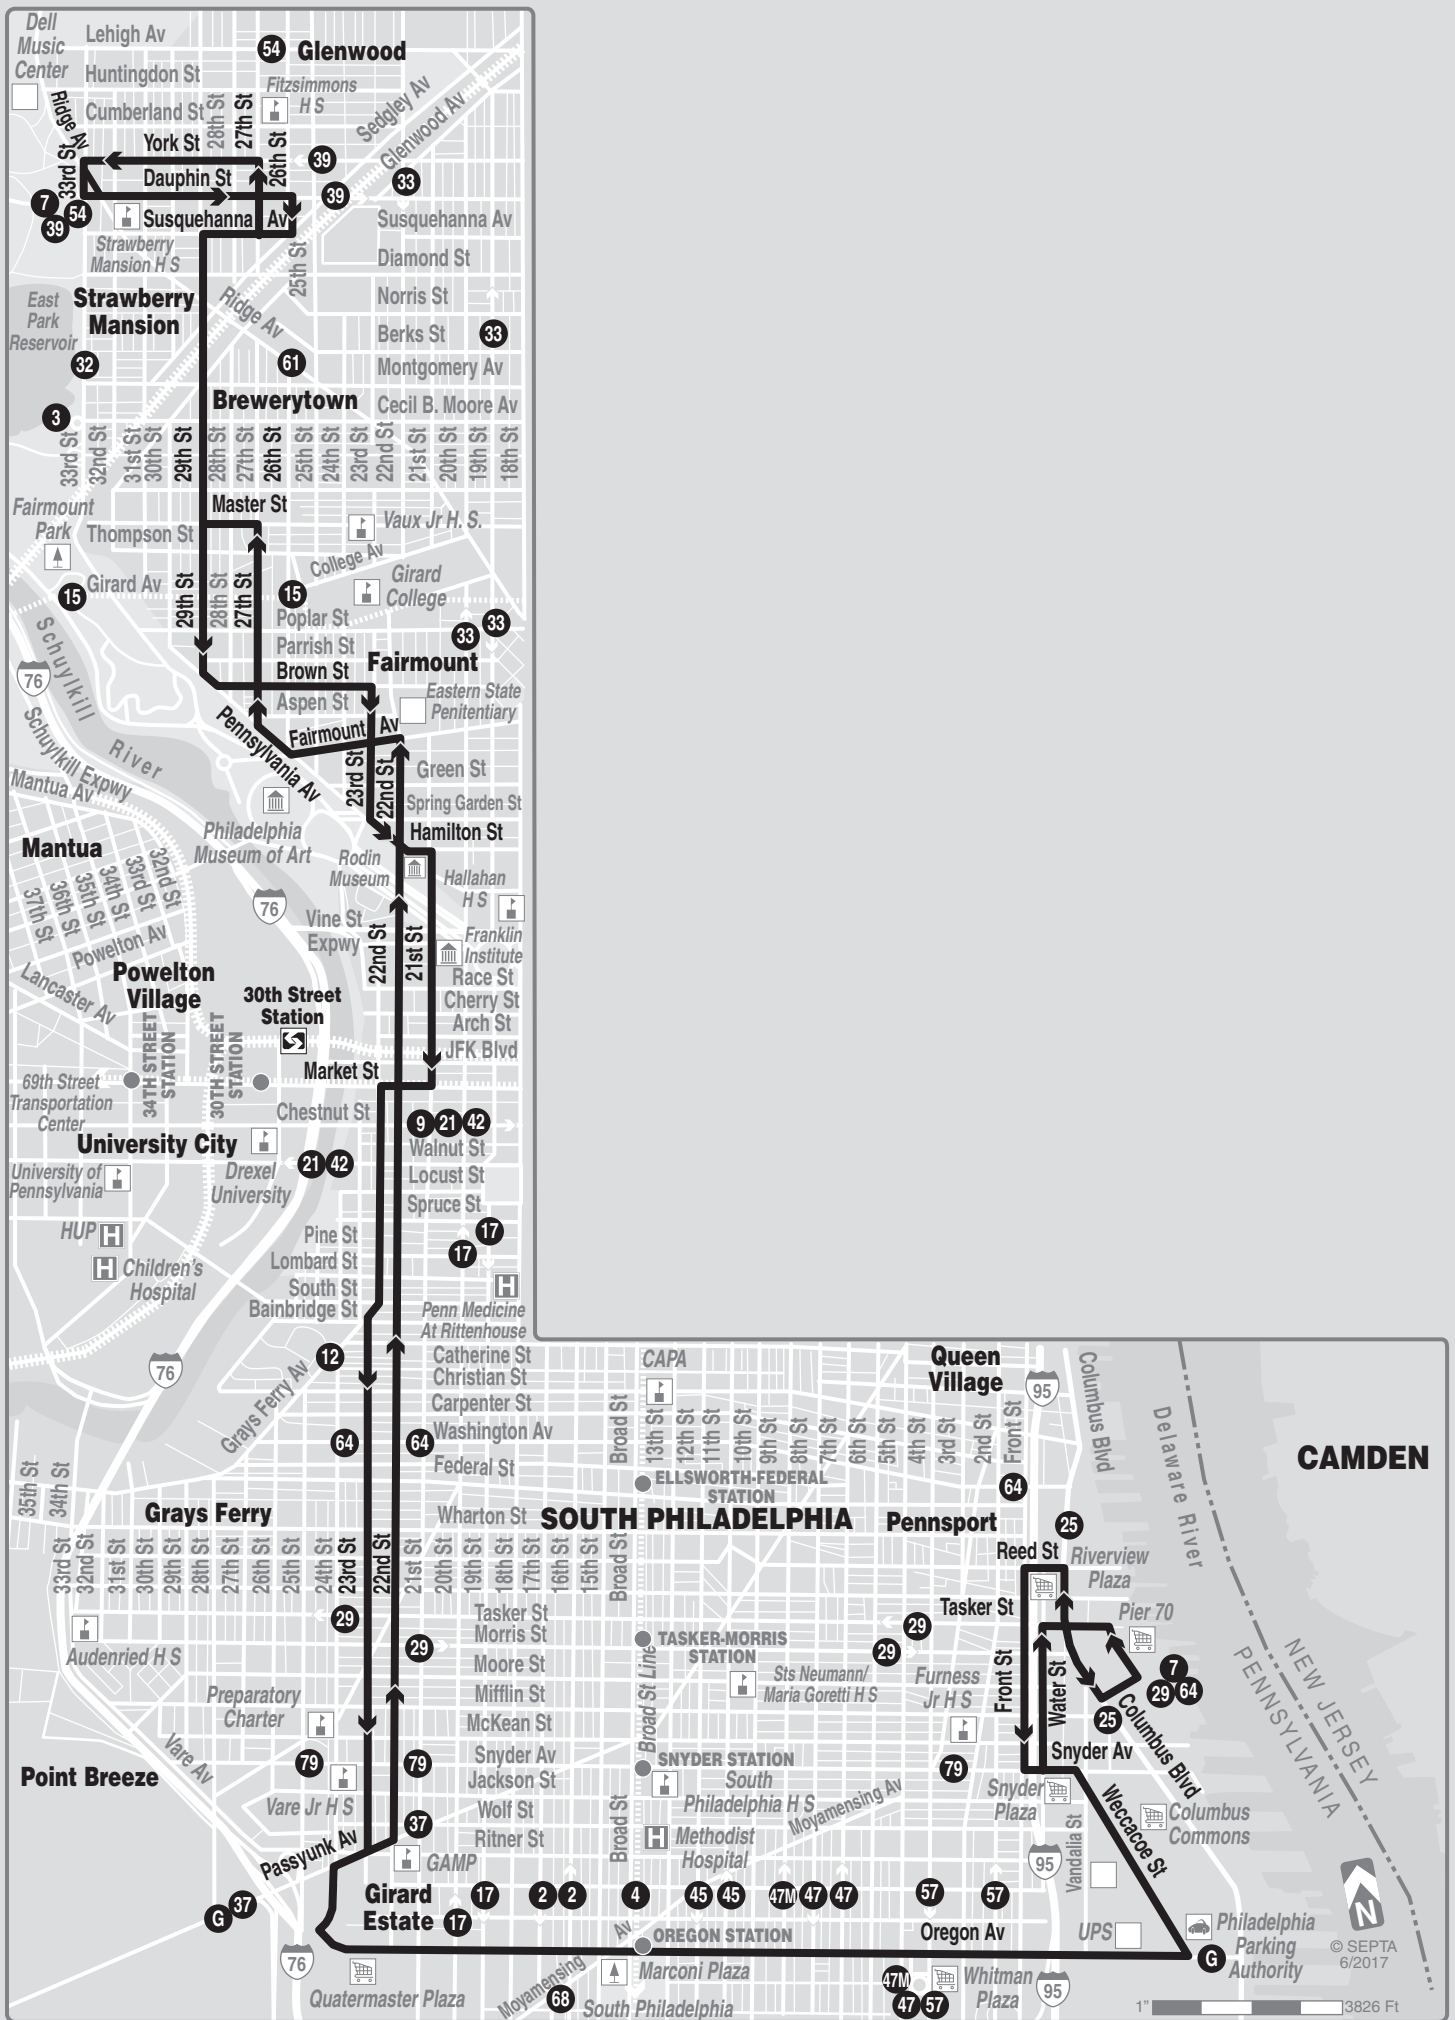 Dell
Music
Center
Lehigh Av
54
Glenwood
Huntingdon St
Fitzsimmons
H S
Ridge Av
Cumberland St
28th St
27th St
Sedgley Av
Glenwood Av
York St
26th St
39
33rd St
Dauphin St
39
33
7
54
39
Susquehanna Av
Susquehanna Av
Strawberry
Mansion H S
25th St
Diamond St
East
Park
Reservoir
Strawberry
Mansion
Ridge Av
Norris St
Berks St
33
32
61
Montgomery Av
Brewerytown
Cecil B. Moore Av
3
33rd St
32nd St
31st St
30th St
29th St
28th St
27th St
26th St
25th St
24th St
23rd St
22nd St
21st St
20th St
19th St
18th St
Fairmount
Park
Master St
Thompson St
Vaux Jr H. S.
College Av
Girard Av
15
29th St
28th St
27th St
15
Girard
College
Poplar St
33
33
Schuylkill
River
Parrish St
Fairmount
Brown St
76
Aspen St
Eastern State
Penitentiary
Pennsylvania Av
Fairmount Av
Schuylkill Expwy
23rd St
22nd St
Green St
Mantua Av
Spring Garden St
Hamilton St
Philadelphia
Museum of Art
Mantua
Rodin
Museum
Hallahan
H S
37th St
36th St
35th St
34th St
33rd St
32nd St
76
Vine St
Expwy
22nd St
21st St
Franklin
Institute
Powelton Av
Lancaster Av
Powelton
Village
30th Street
Station
Race St
Cherry St
Arch St
JFK Blvd
34TH STREET
STATION
30TH STREET
STATION
Market St
69th Street
Transportation
Center
Chestnut St
9
21
42
University City
Walnut St
21
42
Drexel
University
University of
Pennsylvania
Locust St
Spruce St
HUP
H
Pine St
17
17
H
Children's
Hospital
Lombard St
South St
Bainbridge St
H
Penn Medicine
At Rittenhouse
12
76
Grays Ferry Av
Catherine St
Christian St
Carpenter St
Washington Av
Federal St
64
64
CAPA
Broad St
13th St
12th St
11th St
10th St
9th St
8th St
7th St
6th St
5th St
4th St
3rd St
2nd St
Front St
Queen
Village
95
Columbus Blvd
Delaware River
CAMDEN
35th St
34th St
ELLSWORTH-FEDERAL
STATION
64
Grays Ferry
Wharton St
SOUTH PHILADELPHIA
Pennsport
25
33rd St
32nd St
31st St
30th St
29th St
28th St
27th St
26th St
25th St
24th St
23rd St
22nd St
21st St
20th St
19th St
18th St
17th St
16th St
15th St
Broad St
Reed St
Riverview
Plaza
Tasker St
Pier 70
29
Tasker St
Morris St
29
TASKER-MORRIS
STATION
29
29
Audenried H S
Moore St
Broad St Line
Sts Neumann/
Maria Goretti H S
Furness
Jr H S
Front St
Water St
7
29
64
25
NEW JERSEY
PENNSYLVANIA
Preparatory
Charter
Mifflin St
McKean St
Vare Av
Snyder Av
Jackson St
SNYDER STATION
Snyder Av
Columbus Blvd
Point Breeze
79
79
79
Vare Jr H S
South
Philadelphia H S
Moyamensing Av
Snyder
Plaza
Wolf St
Ritner St
37
Broad St
H
Methodist
Hospital
Weccacoe St
Columbus
Commons
Passyunk Av
GAMP
95
Vandalia St
37
G
Girard
Estate
17
17
2
2
4
45
45
47M
47
47
57
57
Oregon Av
OREGON STATION
UPS
Philadelphia
Parking
Authority
G
N
© SEPTA
6/2017
76
Quatermaster Plaza
Moyamensing Av
68
Marconi Plaza
South Philadelphia
47M
47
57
Whitman
Plaza
95
1"
3826 Ft